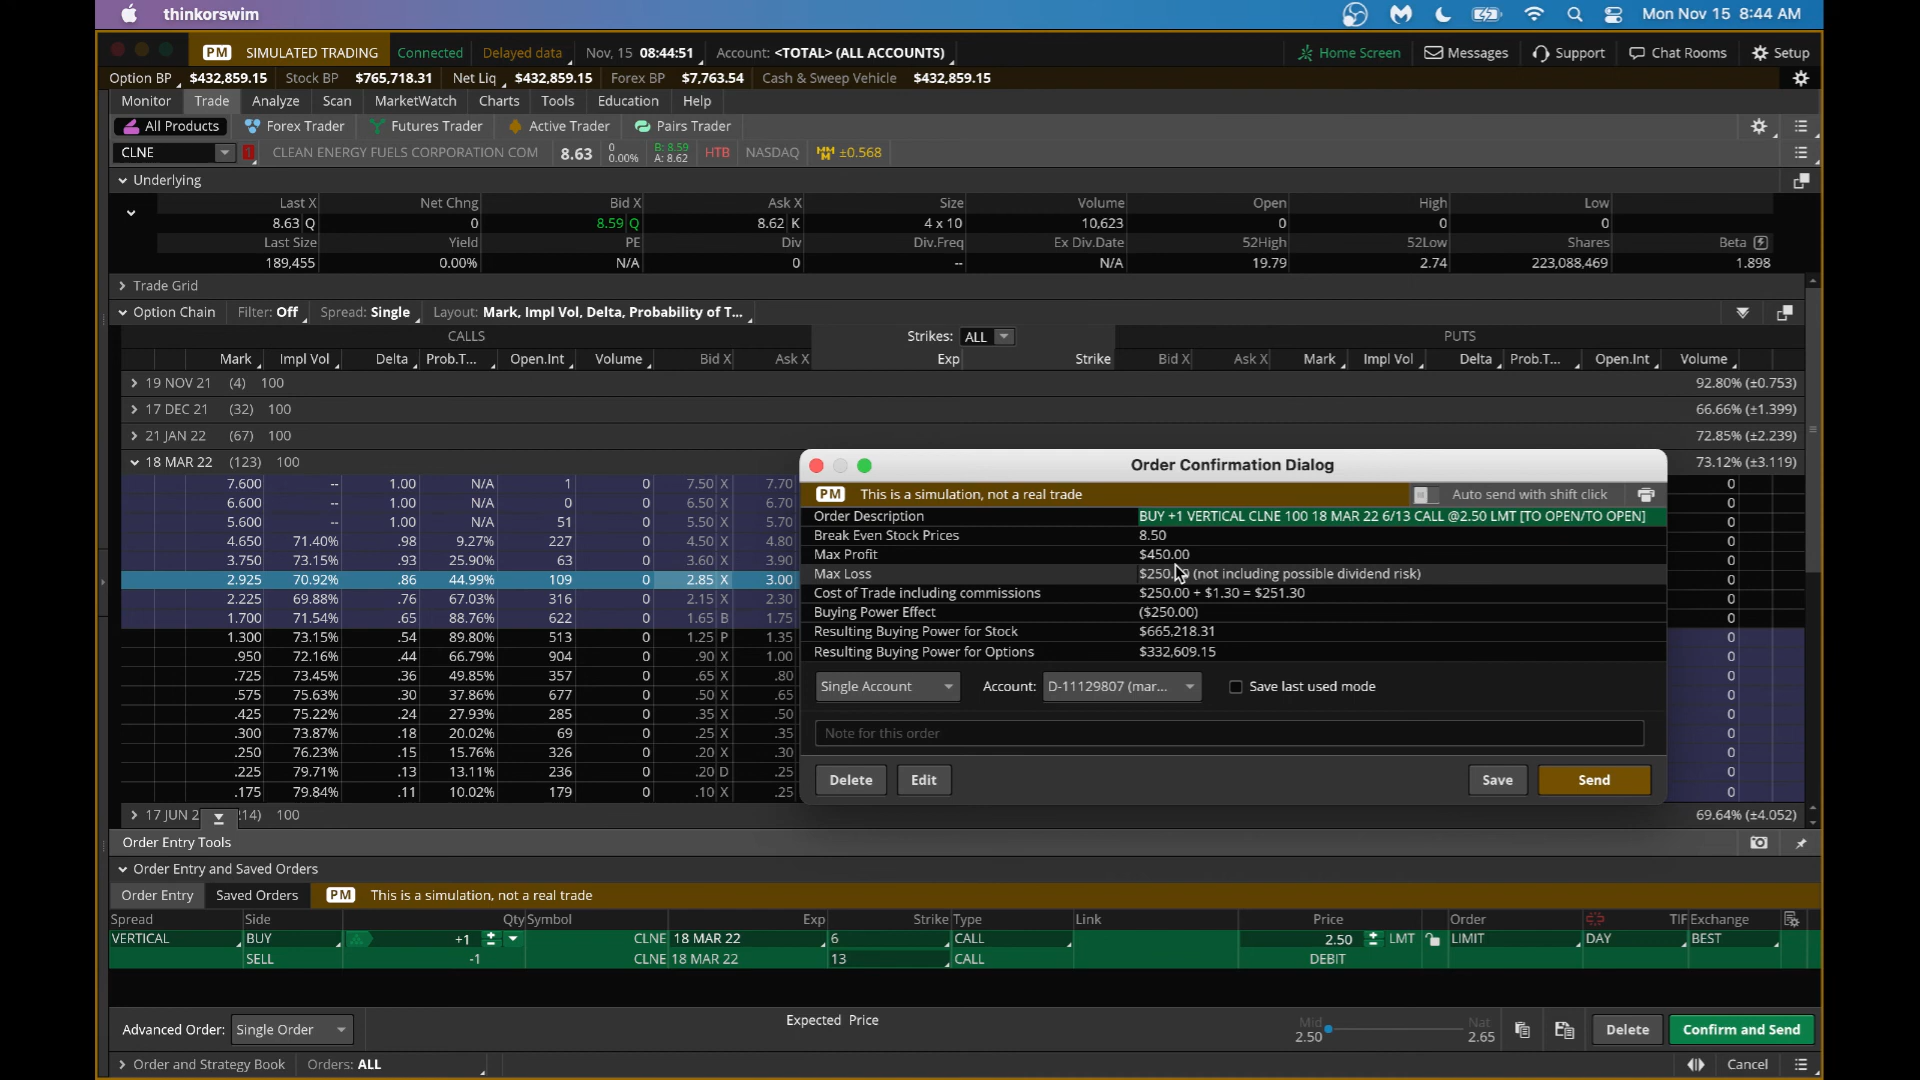 thinkorswim
Mon Nov 15 8:44 AM
PM SIMULATED TRADING Connected Delayed data Nov, 15 08:44:51 Account: <TOTAL> (ALL ACCOUNTS) Home Screen Messages Support Chat Rooms Setup
Option BP $432,859.15 Stock BP $765,718.31 Net Liq $432,859.15 Forex BP $7,763.54 Cash & Sweep Vehicle $432,859.15
Monitor Trade Analyze Scan MarketWatch Charts Tools Education Help
All Products Forex Trader Futures Trader Active Trader Pairs Trader
CLNE 1 CLEAN ENERGY FUELS CORPORATION COM 8.63 0 0.00% B: 8.59 A: 8.62 HTB NASDAQ ±0.568
Underlying
Last X Net Chng Bid X Ask X Size Volume Open High Low
8.63 Q 0 8.59 Q 8.62 K 4 x 10 10,623 0 0 0
Last Size Yield PE Div Div.Freq Ex Div.Date 52High 52Low Shares Beta
189,455 0.00% N/A 0 -- N/A 19.79 2.74 223,088,469 1.898
Trade Grid
Option Chain Filter: Off Spread: Single Layout: Mark, Impl Vol, Delta, Probability of T...
CALLS Strikes: ALL PUTS
Mark Impl Vol Delta Prob.T... Open.Int Volume Bid X Ask X Exp Strike Bid X Ask X Mark Impl Vol Delta Prob.T... Open.Int Volume
19 NOV 21 (4) 100 92.80% (±0.753)
17 DEC 21 (32) 100 66.66% (±1.399)
21 JAN 22 (67) 100 72.85% (±2.239)
18 MAR 22 (123) 100 73.12% (±3.119)
7.600 -- 1.00 N/A 1 0 7.50 X 7.70 0
6.600 -- 1.00 N/A 0 0 6.50 X 6.70 0
5.600 -- 1.00 N/A 51 0 5.50 X 5.70 0
4.650 71.40% .98 9.27% 227 0 4.50 X 4.80 0
3.750 73.15% .93 25.90% 63 0 3.60 X 3.90 0
2.925 70.92% .86 44.99% 109 0 2.85 X 3.00 0
2.225 69.88% .76 67.03% 316 0 2.15 X 2.30 0
1.700 71.54% .65 88.76% 622 0 1.65 B 1.75 0
1.300 73.15% .54 89.80% 513 0 1.25 P 1.35 0
.950 72.16% .44 66.79% 904 0 .90 X 1.00 0
.725 73.45% .36 49.85% 357 0 .65 X .80 0
.575 75.63% .30 37.86% 677 0 .50 X .65 0
.425 75.22% .24 27.93% 285 0 .35 X .50 0
.300 73.87% .18 20.02% 69 0 .25 X .35 0
.250 76.23% .15 15.76% 326 0 .20 X .30 0
.225 79.71% .13 13.11% 236 0 .20 D .25 0
.175 79.84% .11 10.02% 179 0 .10 X .25 0
17 JUN 2 14) 100 69.64% (±4.052)
Order Confirmation Dialog
PM This is a simulation, not a real trade Auto send with shift click
Order Description BUY +1 VERTICAL CLNE 100 18 MAR 22 6/13 CALL @2.50 LMT [TO OPEN/TO OPEN]
Break Even Stock Prices 8.50
Max Profit $450.00
Max Loss $250. 0 (not including possible dividend risk)
Cost of Trade including commissions $250.00 + $1.30 = $251.30
Buying Power Effect ($250.00)
Resulting Buying Power for Stock $665,218.31
Resulting Buying Power for Options $332,609.15
Single Account Account: D-11129807 (mar... Save last used mode
Note for this order
Delete Edit Save Send
Order Entry Tools
Order Entry and Saved Orders
Order Entry Saved Orders PM This is a simulation, not a real trade
Spread Side Qty Symbol Exp Strike Type Link Price Order TIF Exchange
VERTICAL BUY +1 CLNE 18 MAR 22 6 CALL 2.50 LMT LIMIT DAY BEST
SELL -1 CLNE 18 MAR 22 13 CALL DEBIT
Advanced Order: Single Order Expected Price Mid 2.50 Nat 2.65 Delete Confirm and Send
Order and Strategy Book Orders: ALL Cancel